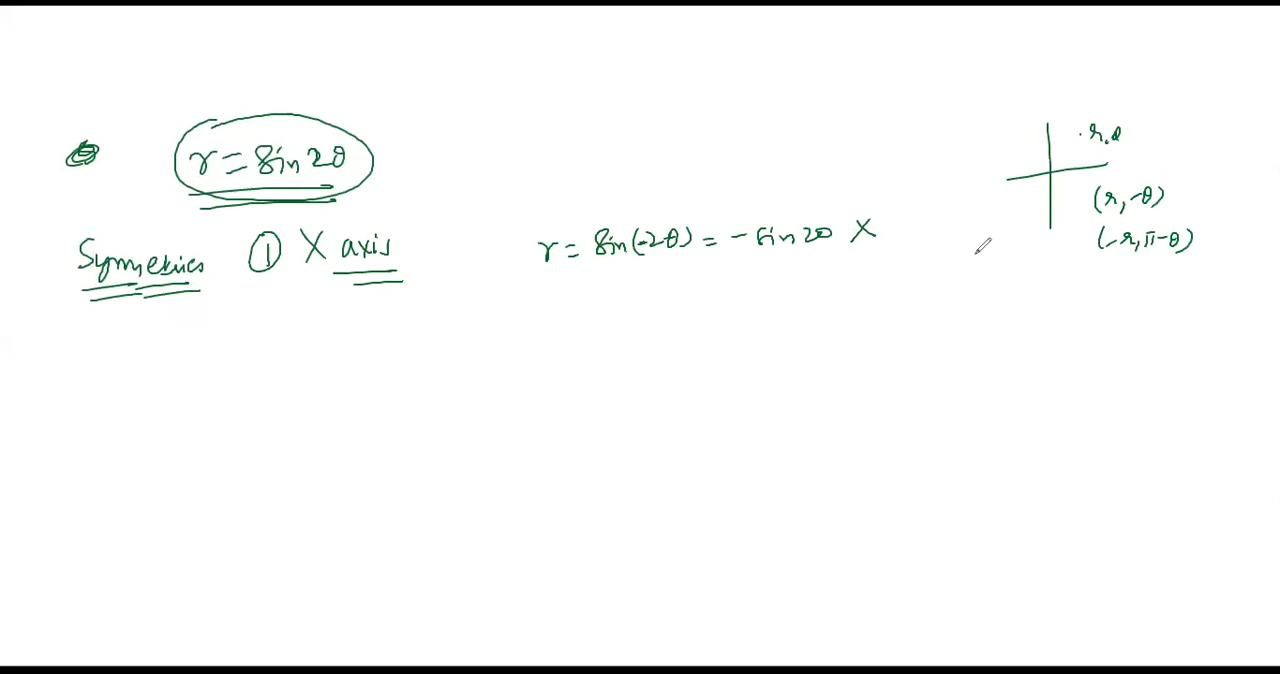 r = Sin 2θ
r, θ
(r, -θ)
Symmetries ① X axis r = Sin(-2θ) = - Sin 2θ X
(-r, π-θ)